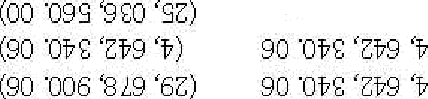 4, 642, 340. 06 (29, 678, 900. 06)
4, 642, 340. 06 (4, 642, 340. 06)
(25, 036, 560. 00)